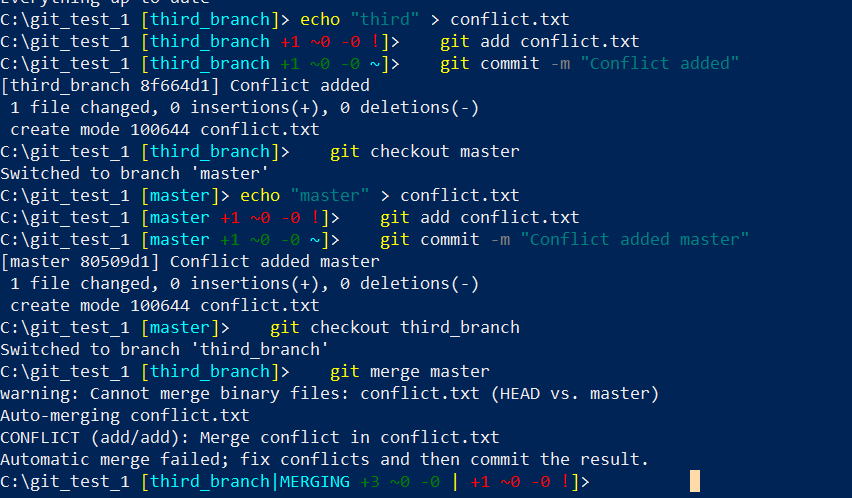 Everything up-to-date
C:\git_test_1 [third_branch]> echo "third" > conflict.txt
C:\git_test_1 [third_branch +1 ~0 -0 !]>    git add conflict.txt
C:\git_test_1 [third_branch +1 ~0 -0 ~]>    git commit -m "Conflict added"
[third_branch 8f664d1] Conflict added
 1 file changed, 0 insertions(+), 0 deletions(-)
 create mode 100644 conflict.txt
C:\git_test_1 [third_branch]>    git checkout master
Switched to branch 'master'
C:\git_test_1 [master]> echo "master" > conflict.txt
C:\git_test_1 [master +1 ~0 -0 !]>    git add conflict.txt
C:\git_test_1 [master +1 ~0 -0 ~]>    git commit -m "Conflict added master"
[master 80509d1] Conflict added master
 1 file changed, 0 insertions(+), 0 deletions(-)
 create mode 100644 conflict.txt
C:\git_test_1 [master]>    git checkout third_branch
Switched to branch 'third_branch'
C:\git_test_1 [third_branch]>    git merge master
warning: Cannot merge binary files: conflict.txt (HEAD vs. master)
Auto-merging conflict.txt
CONFLICT (add/add): Merge conflict in conflict.txt
Automatic merge failed; fix conflicts and then commit the result.
C:\git_test_1 [third_branch|MERGING +3 ~0 -0 | +1 ~0 -0 !]>